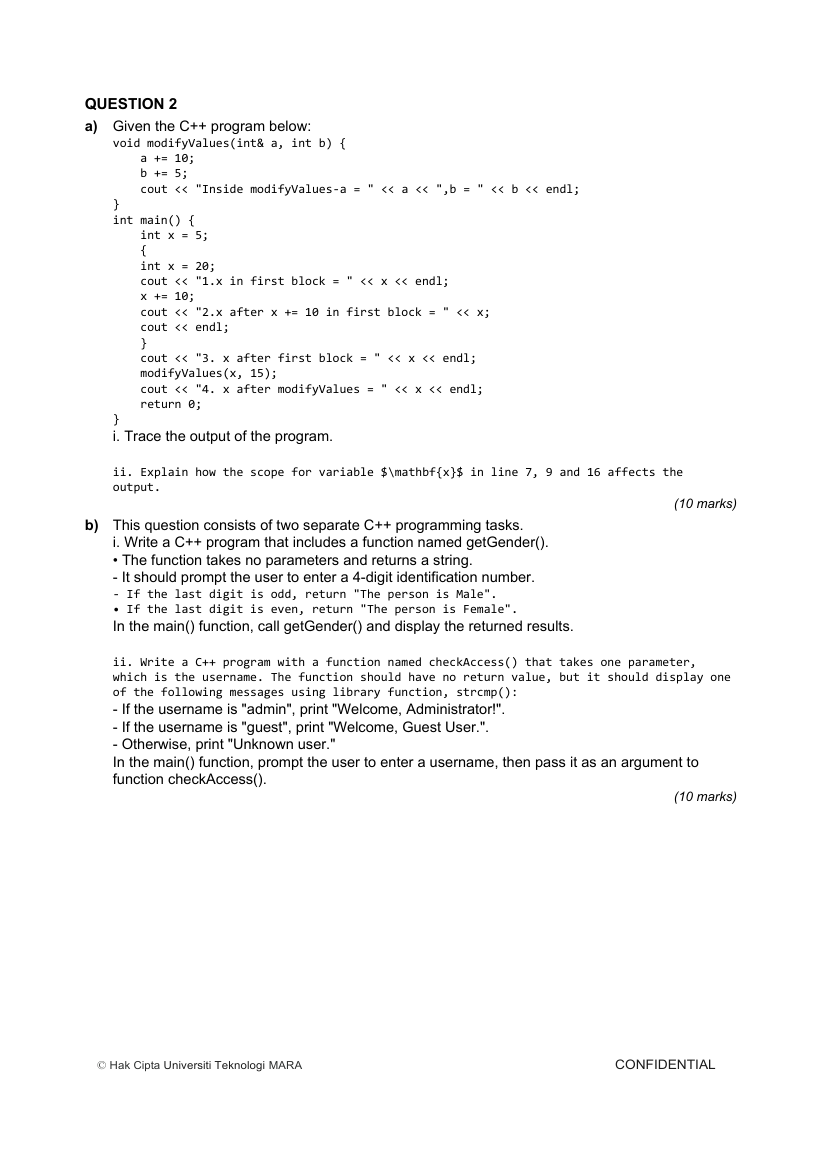 QUESTION 2
a) Given the C++ program below:
void modifyValues(int& a, int b) {
    a += 10;
    b += 5;
    cout << "Inside modifyValues-a = " << a << ",b = " << b << endl;
}
int main() {
    int x = 5;
    {
    int x = 20;
    cout << "1.x in first block = " << x << endl;
    x += 10;
    cout << "2.x after x += 10 in first block = " << x;
    cout << endl;
    }
    cout << "3. x after first block = " << x << endl;
    modifyValues(x, 15);
    cout << "4. x after modifyValues = " << x << endl;
    return 0;
}
i. Trace the output of the program.
ii. Explain how the scope for variable $\mathbf{x}$ in line 7, 9 and 16 affects the
output.
(10 marks)
b) This question consists of two separate C++ programming tasks.
i. Write a C++ program that includes a function named getGender().
• The function takes no parameters and returns a string.
- It should prompt the user to enter a 4-digit identification number.
- If the last digit is odd, return "The person is Male".
• If the last digit is even, return "The person is Female".
In the main() function, call getGender() and display the returned results.
ii. Write a C++ program with a function named checkAccess() that takes one parameter,
which is the username. The function should have no return value, but it should display one
of the following messages using library function, strcmp():
- If the username is "admin", print "Welcome, Administrator!".
- If the username is "guest", print "Welcome, Guest User.".
- Otherwise, print "Unknown user."
In the main() function, prompt the user to enter a username, then pass it as an argument to
function checkAccess().
(10 marks)
© Hak Cipta Universiti Teknologi MARA CONFIDENTIAL